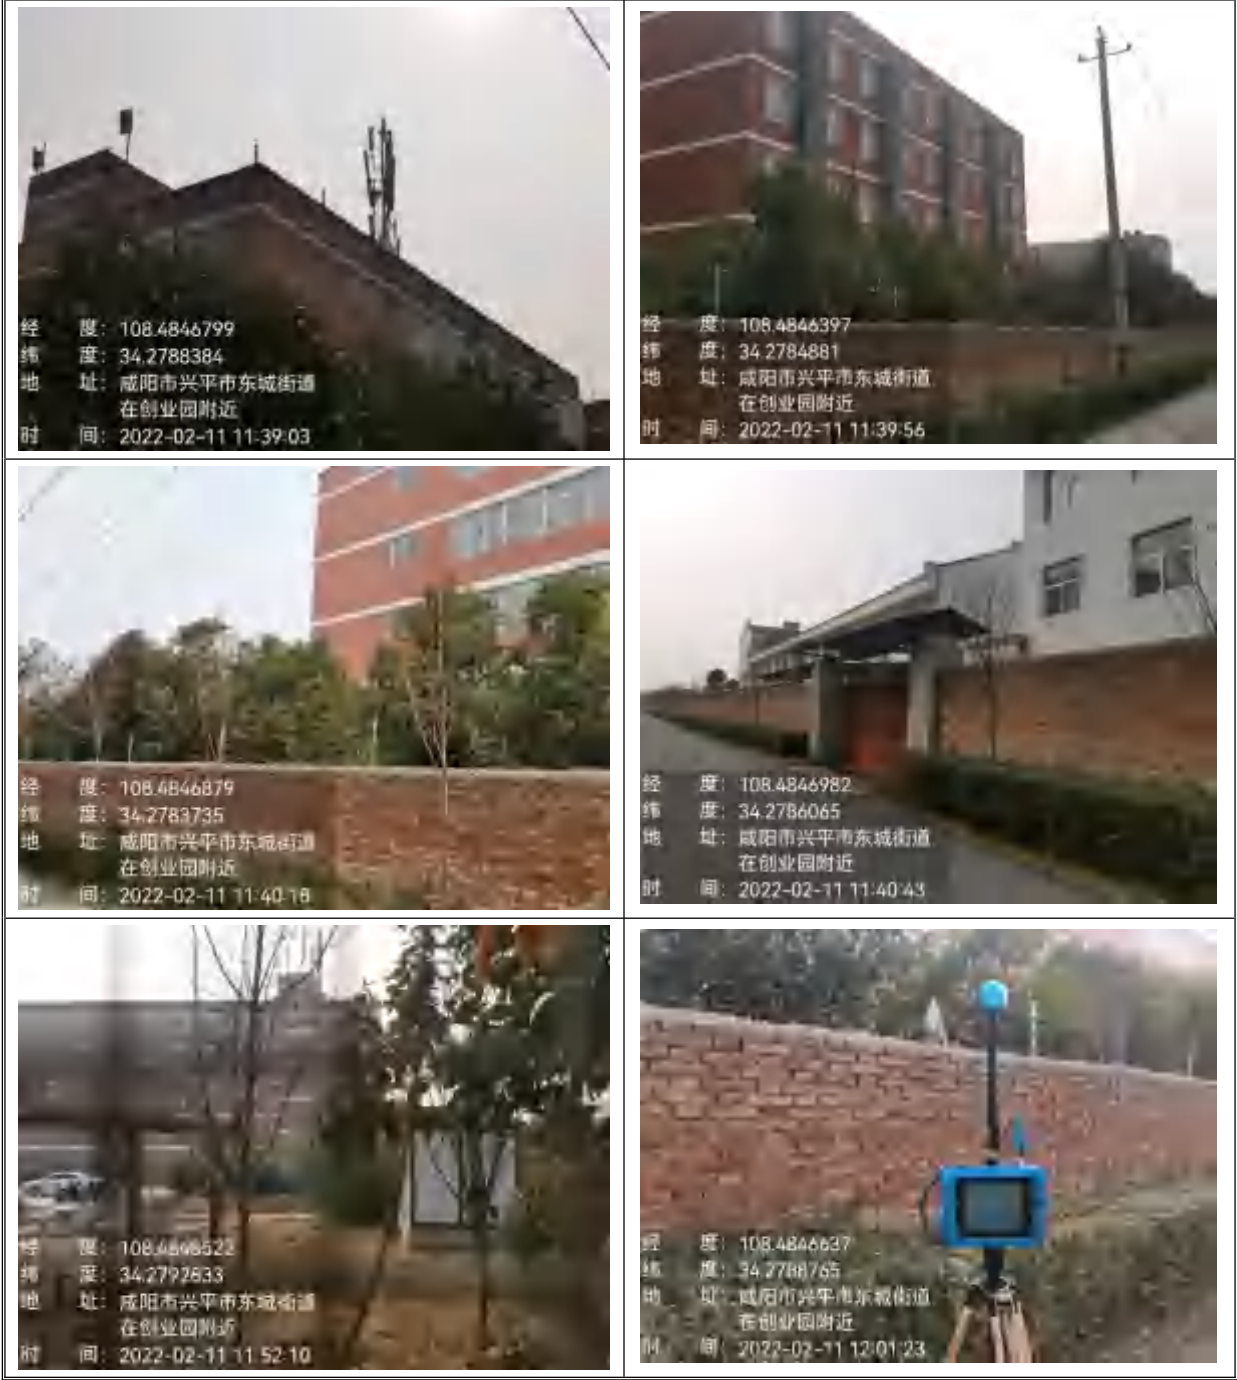 经 度：108.4846799
纬 度：34.2788384
地 址：咸阳市兴平市东城街道
在创业园附近
时 间：2022-02-11 11:39:03
经 度：108.4846397
纬 度：34.2784881
地 址：咸阳市兴平市东城街道
在创业园附近
时 间：2022-02-11 11:39:56
经 度：108.4846879
纬 度：34.2783735
地 址：咸阳市兴平市东城街道
在创业园附近
时 间：2022-02-11 11:40:18
经 度：108.4846982
纬 度：34.2786065
地 址：咸阳市兴平市东城街道
在创业园附近
时 间：2022-02-11 11:40:43
经 度：
纬 度：34.2792833
地 址：咸阳市兴平市东城街道
在创业园附近
时 间：2022-02-11 11:52:10
经 度：108.4846637
纬 度：34.2788765
地 址：咸阳市兴平市东城街道
在创业园附近
时 间：2022-02-11 12:01:23